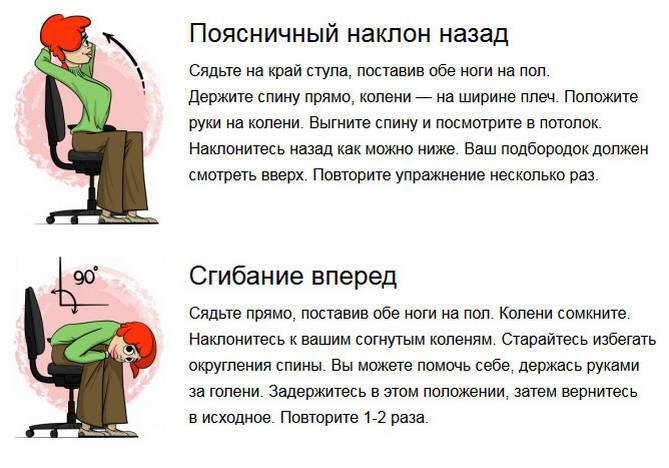 Поясничный наклон назад
Сядьте на край стула, поставив обе ноги на пол.
Держите спину прямо, колени — на ширине плеч. Положите
руки на колени. Выгните спину и посмотрите в потолок.
Наклонитесь назад как можно ниже. Ваш подбородок должен
смотреть вверх. Повторите упражнение несколько раз.
90°
Сгибание вперед
Сядьте прямо, поставив обе ноги на пол. Колени сомкните.
Наклонитесь к вашим согнутым коленям. Старайтесь избегать
округления спины. Вы можете помочь себе, держась руками
за голени. Задержитесь в этом положении, затем вернитесь
в исходное. Повторите 1-2 раза.